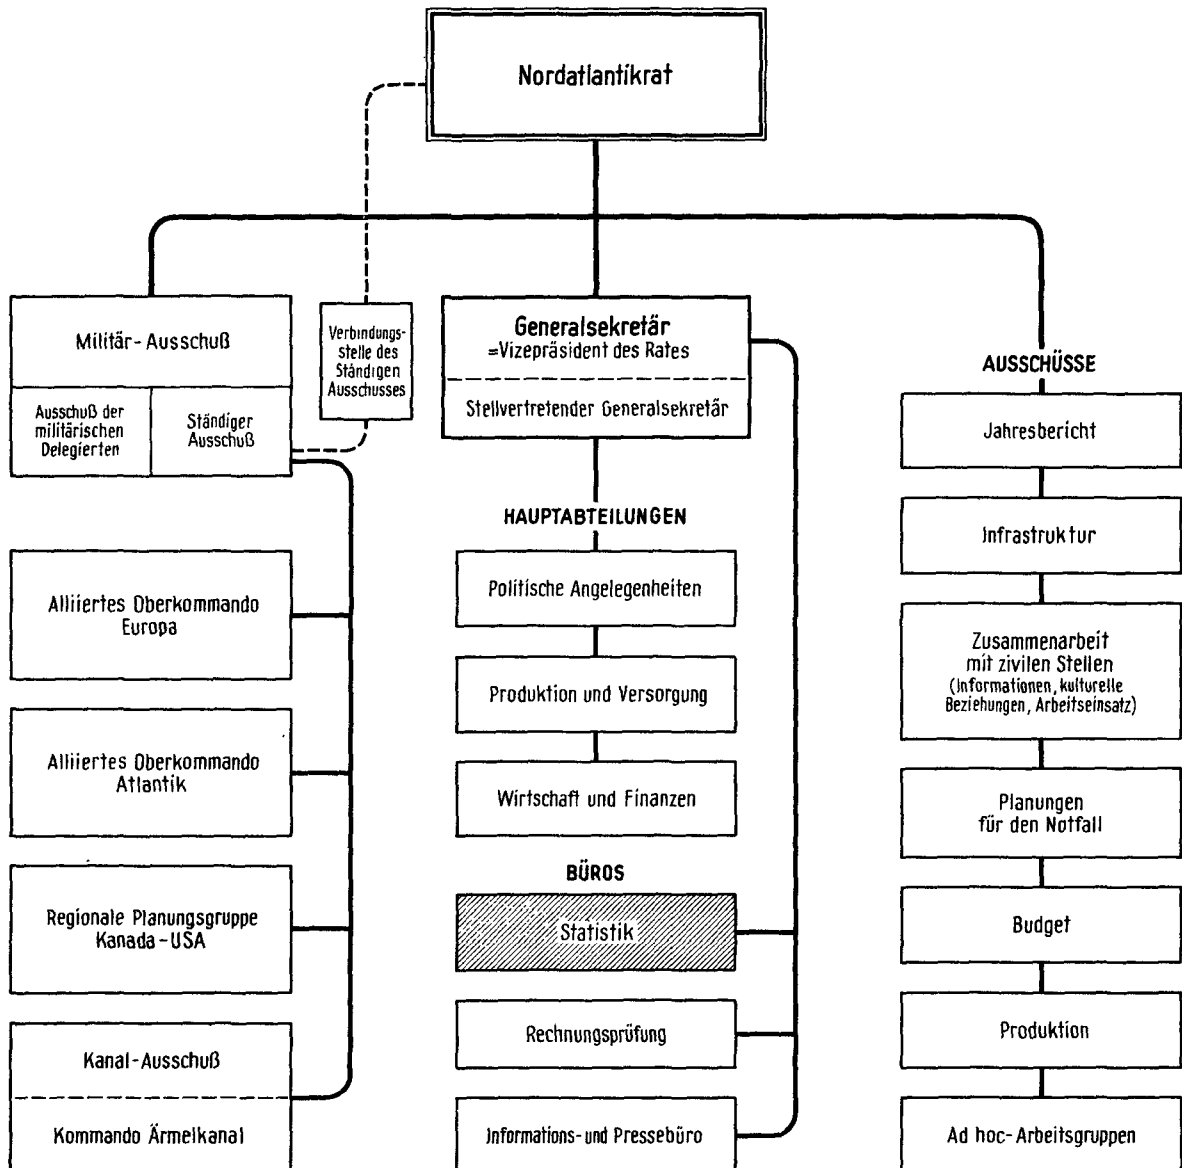 Nordatlantikrat
Militär-Ausschuß
Ausschuß der
militärischen
Delegierten
Ständiger
Ausschuß
Verbindungs-
stelle des
Ständigen
Ausschusses
Alliiertes Oberkommando
Europa
Alliiertes Oberkommando
Atlantik
Regionale Planungsgruppe
Kanada-USA
Kanal-Ausschuß
Kommando Ärmelkanal
Generalsekretär
=Vizepräsident des Rates
Stellvertretender Generalsekretär
HAUPTABTEILUNGEN
Politische Angelegenheiten
Produktion und Versorgung
Wirtschaft und Finanzen
BÜROS
Statistik
Rechnungsprüfung
Informations-und Pressebüro
AUSSCHÜSSE
Jahresbericht
Infrastruktur
Zusammenarbeit
mit zivilen Stellen
(Informationen, kulturelle
Beziehungen, Arbeitseinsatz)
Planungen
für den Notfall
Budget
Produktion
Ad hoc-Arbeitsgruppen